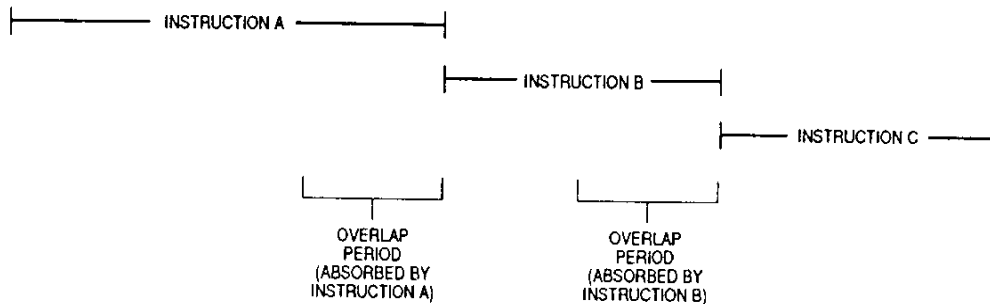 INSTRUCTION A
INSTRUCTION B
INSTRUCTION C
OVERLAP
PERIOD
(ABSORBED BY
INSTRUCTION A)
OVERLAP
PERIOD
(ABSORBED BY
INSTRUCTION B)